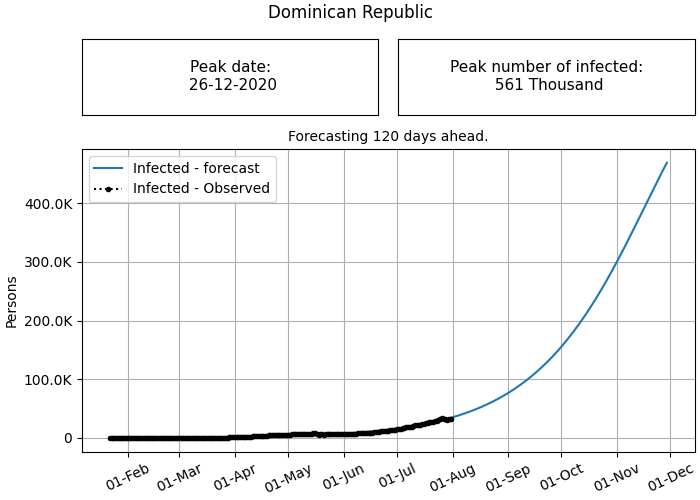 Dominican Republic
Peak date:
26-12-2020
Peak number of infected:
561 Thousand
Forecasting 120 days ahead.
Infected - forecast
Infected - Observed
400.0K
300.0K
200.0K
100.0K
0
Persons
01-Feb
01-Mar
01-Apr
01-May
01-Jun
01-Jul
01-Aug
01-Sep
01-Oct
01-Nov
01-Dec